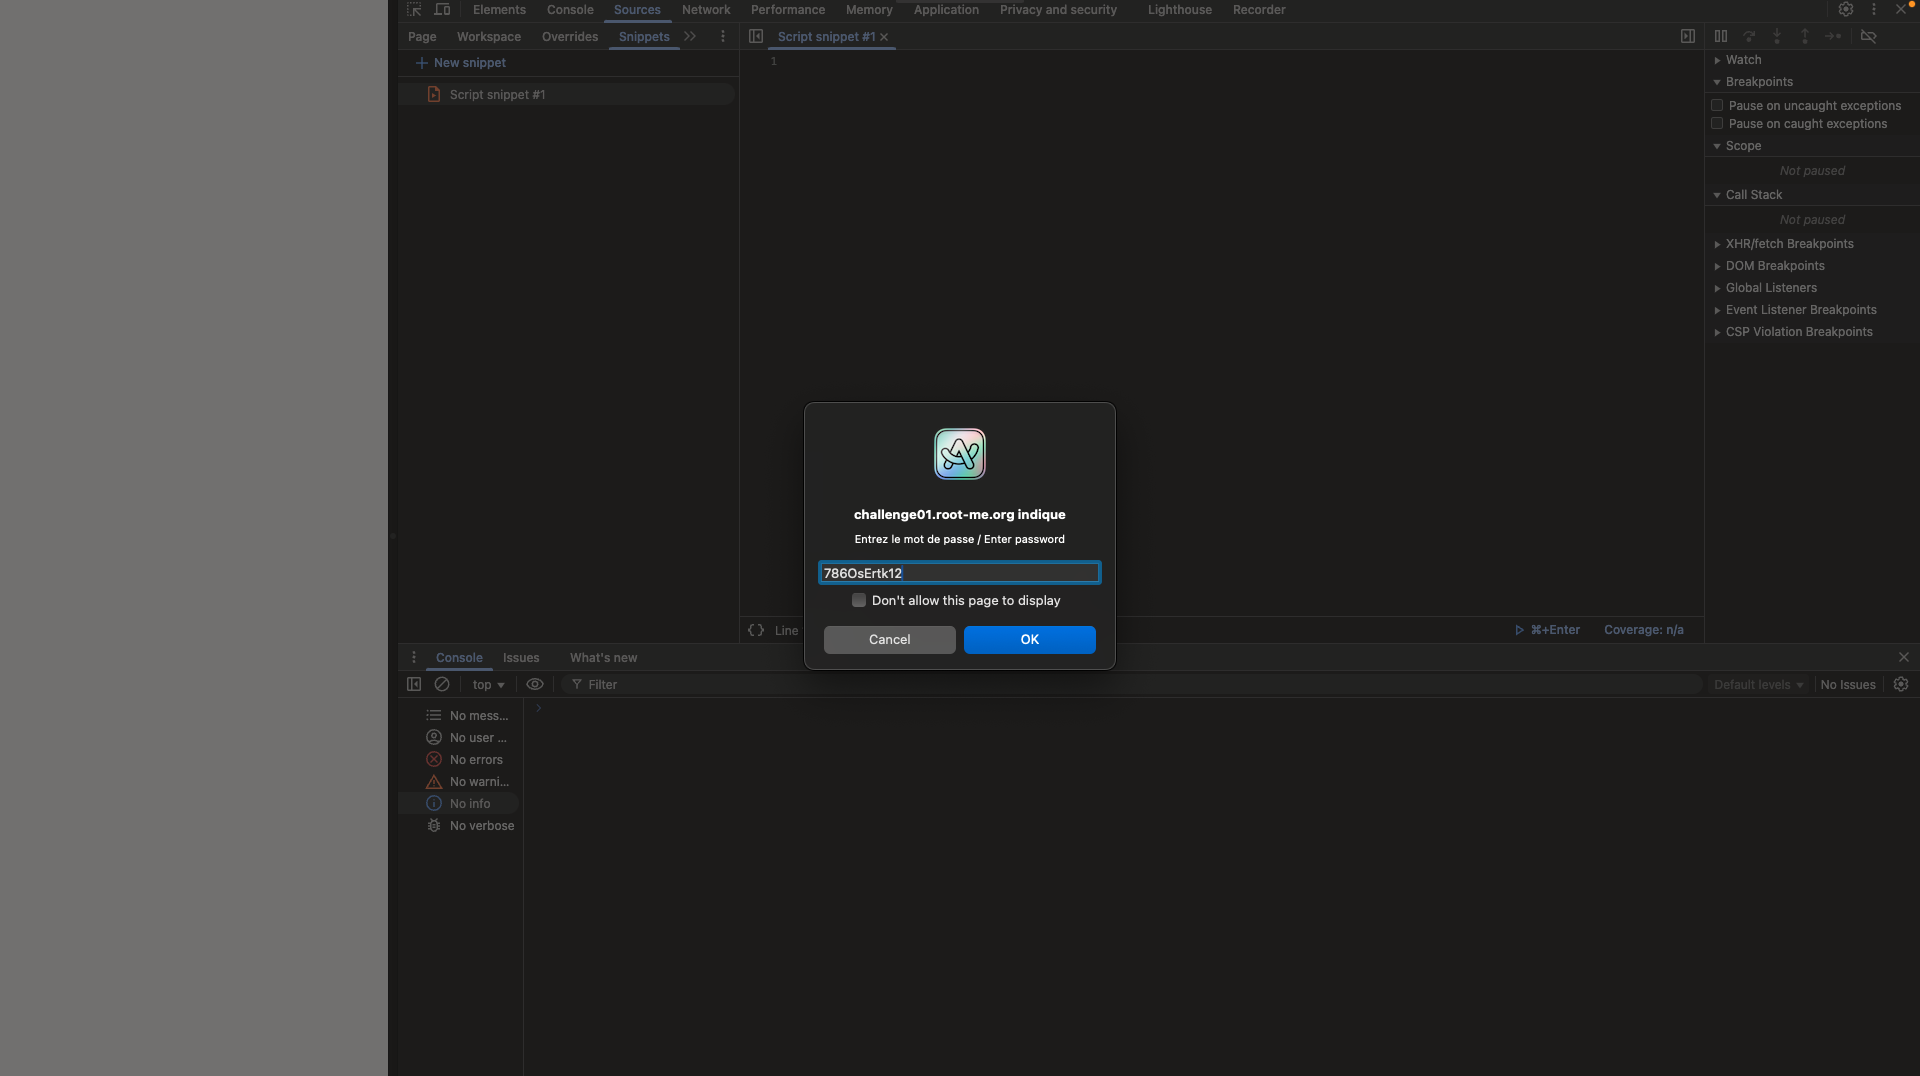 Elements Console Sources Network Performance Memory Application Privacy and security Lighthouse Recorder
Page Workspace Overrides Snippets
Script snippet #1
New snippet
Script snippet #1
1
Watch
Breakpoints
Pause on uncaught exceptions
Pause on caught exceptions
Scope
Not paused
Call Stack
Not paused
XHR/fetch Breakpoints
DOM Breakpoints
Global Listeners
Event Listener Breakpoints
CSP Violation Breakpoints
challenge01.root-me.org indique
Entrez le mot de passe / Enter password
786OsErtk12
Don't allow this page to display
Cancel OK
{ } Line
⌘+Enter Coverage: n/a
Console Issues What's new
top Filter Default levels No Issues
No mess...
No user ...
No errors
No warni...
No info
No verbose